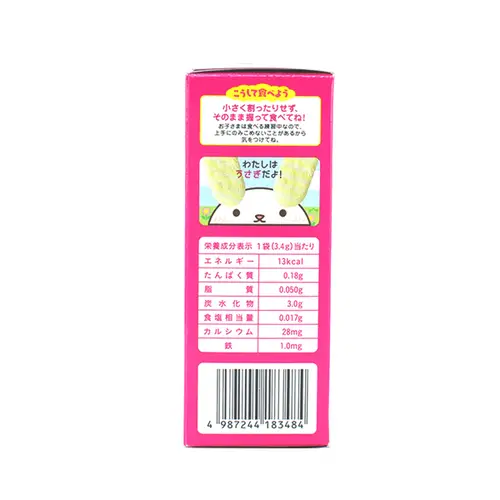 こうして食べよう
小さく割ったりせず、
そのまま握って食べてね!
お子さまは食べる練習中なので、
上手にのみこめないことがあるから
気をつけてね。
わたしは
うさぎだよ!
栄養成分表示 1袋(3.4g)当たり
エネルギー 13kcal
たんぱく質 0.18g
脂質 0.050g
炭水化物 3.0g
食塩相当量 0.017g
カルシウム 28mg
鉄 1.0mg
4 987244 183484